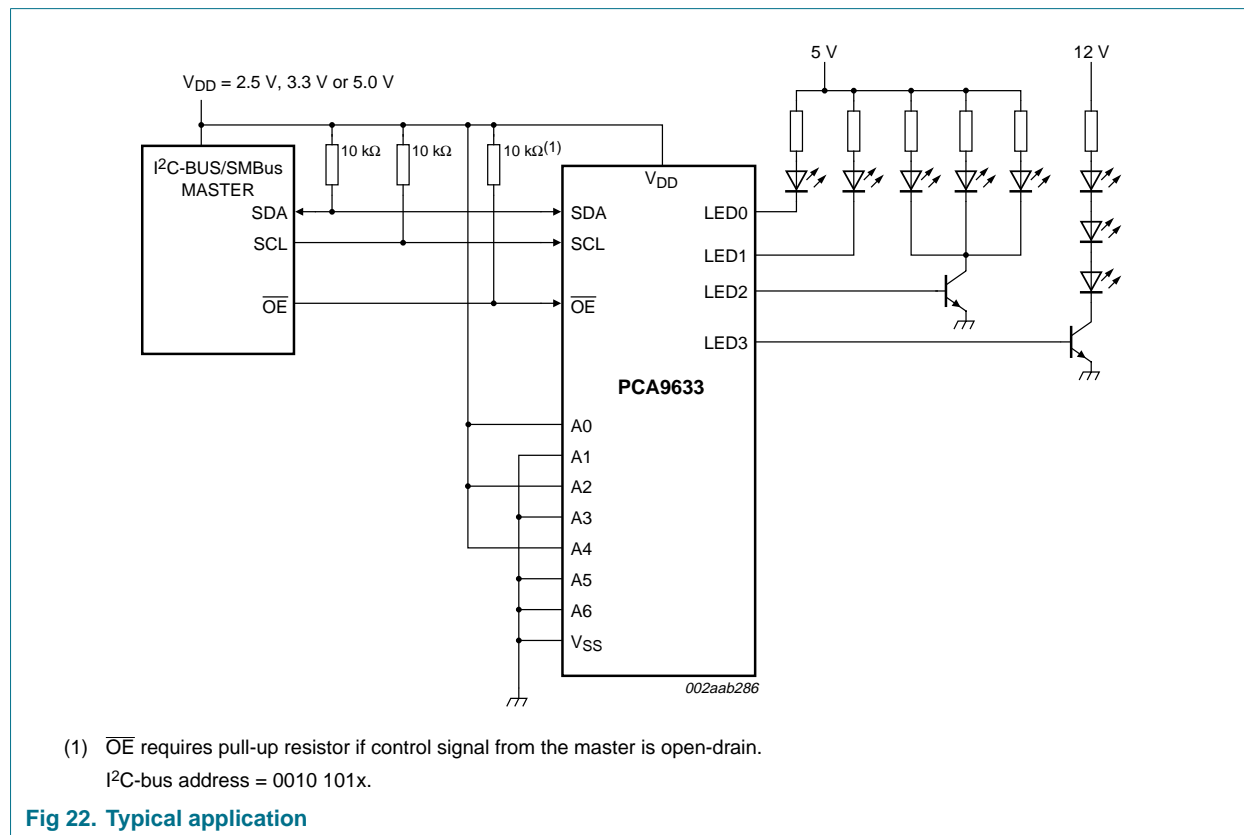 5 V
12 V
VDD = 2.5 V, 3.3 V or 5.0 V
I2C-BUS/SMBus
MASTER
10 kΩ
10 kΩ
10 kΩ(1)
VDD
SDA
SDA
LED0
SCL
SCL
LED1
LED2
OE
OE
LED3
PCA9633
A0
A1
A2
A3
A4
A5
A6
VSS
002aab286
(1) OE requires pull-up resistor if control signal from the master is open-drain.
I2C-bus address = 0010 101x.
Fig 22. Typical application